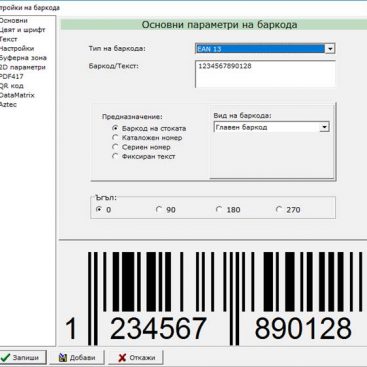 тройки на баркода
Основни
Цвят и шрифт
Текст
Настройки
Буферна зона
2D параметри
PDF417
QR код
DataMatrix
Aztec
Основни параметри на баркода
Тип на баркода:
EAN 13
Баркод/Текст:
1234567890128
Предназначение:
Баркод на стоката
Каталожен номер
Сериен номер
Фиксиран текст
Вид на баркода:
Главен баркод
Ъгъл:
0 90 180 270
1 234567 890128
Запиши Добави Откажи